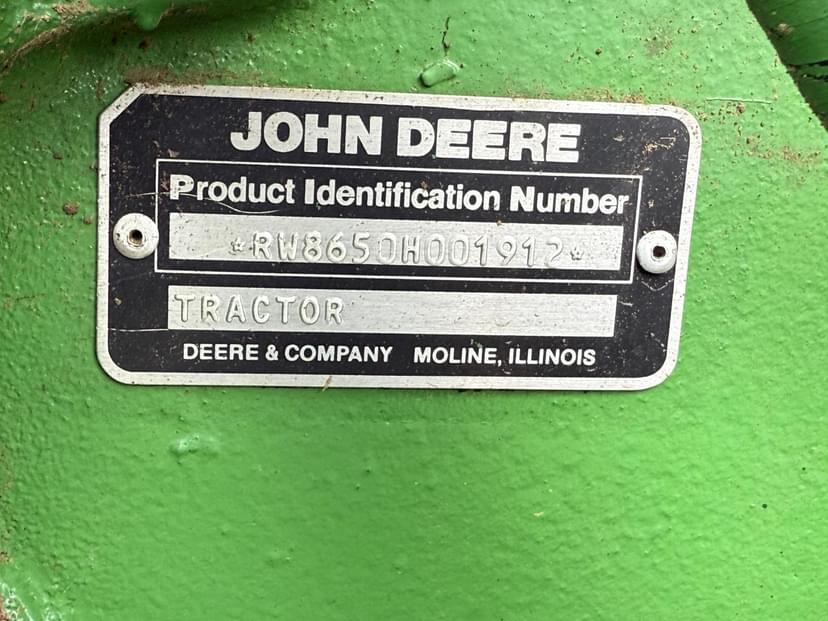 JOHN DEERE
Product Identification Number
*RW8650H001912*
TRACTOR
DEERE & COMPANY MOLINE, ILLINOIS